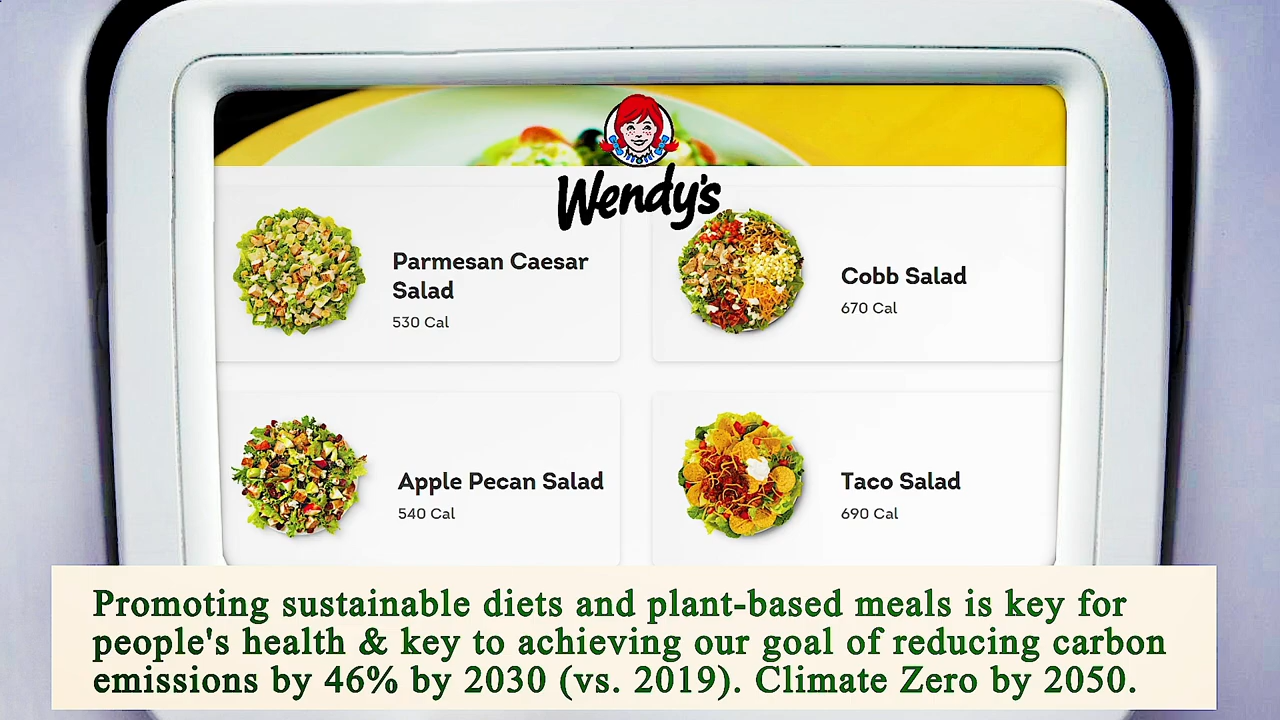 Wendy's
Parmesan Caesar
Salad
530 Cal
Cobb Salad
670 Cal
Apple Pecan Salad
540 Cal
Taco Salad
690 Cal
Promoting sustainable diets and plant-based meals is key for
people's health & key to achieving our goal of reducing carbon
emissions by 46% by 2030 (vs. 2019). Climate Zero by 2050.